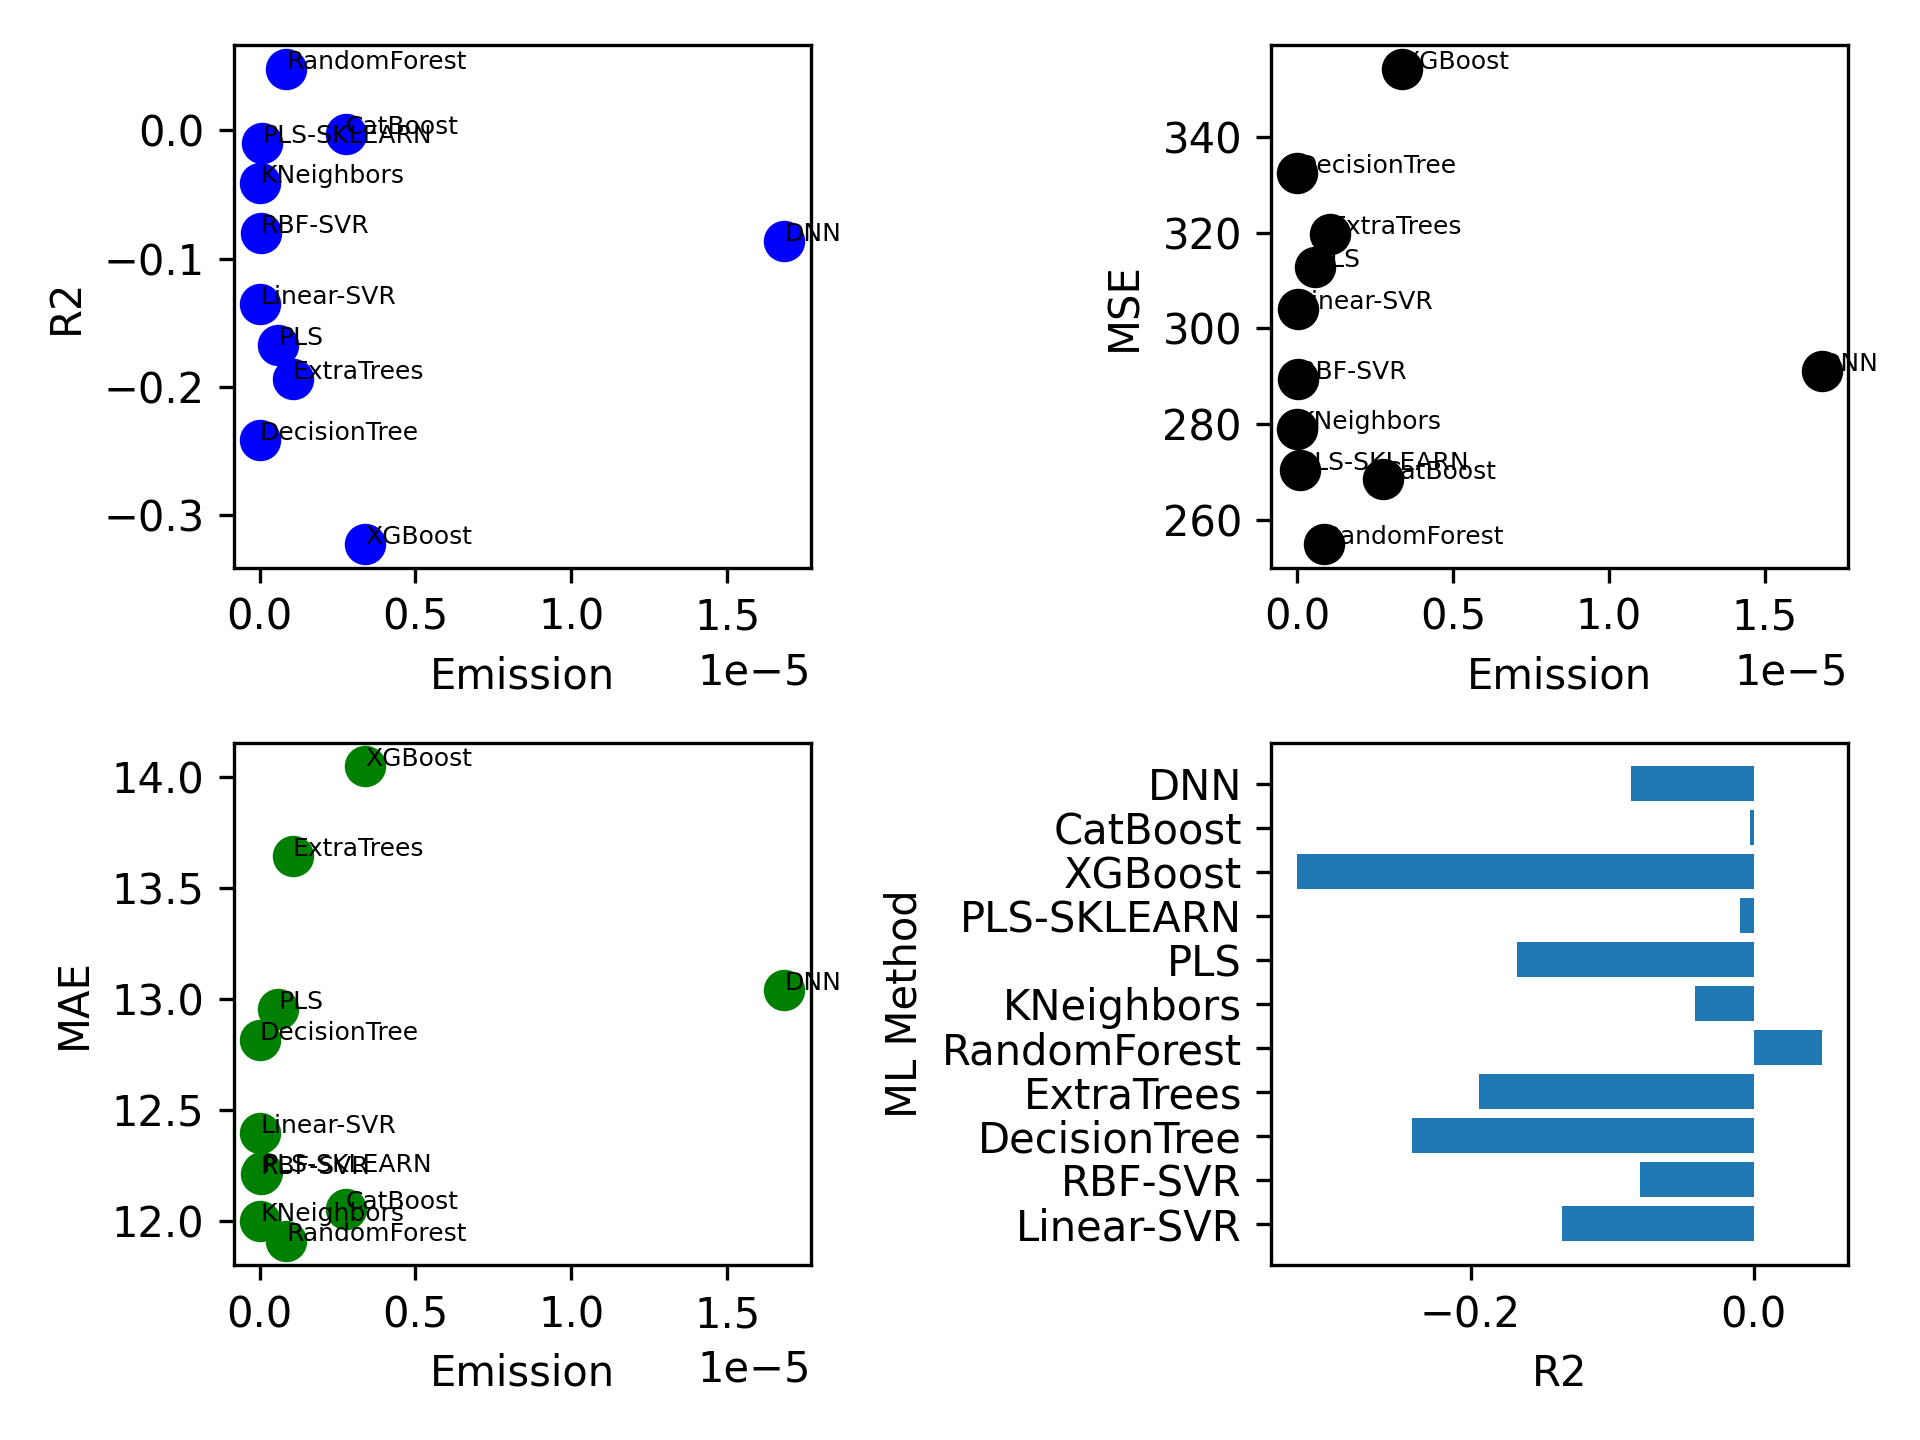 RandomForest
CatBoost
PLS-SKLEARN
KNeighbors
RBF-SVR
DNN
Linear-SVR
PLS
ExtraTrees
DecisionTree
XGBoost
0.0
−0.1
−0.2
−0.3
R2
0.0 0.5 1.0 1.5
1e−5
Emission
XGBoost
DecisionTree
ExtraTrees
PLS
Linear-SVR
RBF-SVR
DNN
KNeighbors
PLS-SKLEARN
CatBoost
RandomForest
340
320
300
280
260
MSE
0.0 0.5 1.0 1.5
1e−5
Emission
XGBoost
ExtraTrees
DNN
PLS
DecisionTree
Linear-SVR
PLS-SKLEARN
RBF-SVR
CatBoost
KNeighbors
RandomForest
14.0
13.5
13.0
12.5
12.0
MAE
0.0 0.5 1.0 1.5
1e−5
Emission
ML Method
DNN
CatBoost
XGBoost
PLS-SKLEARN
PLS
KNeighbors
RandomForest
ExtraTrees
DecisionTree
RBF-SVR
Linear-SVR
−0.2 0.0
R2